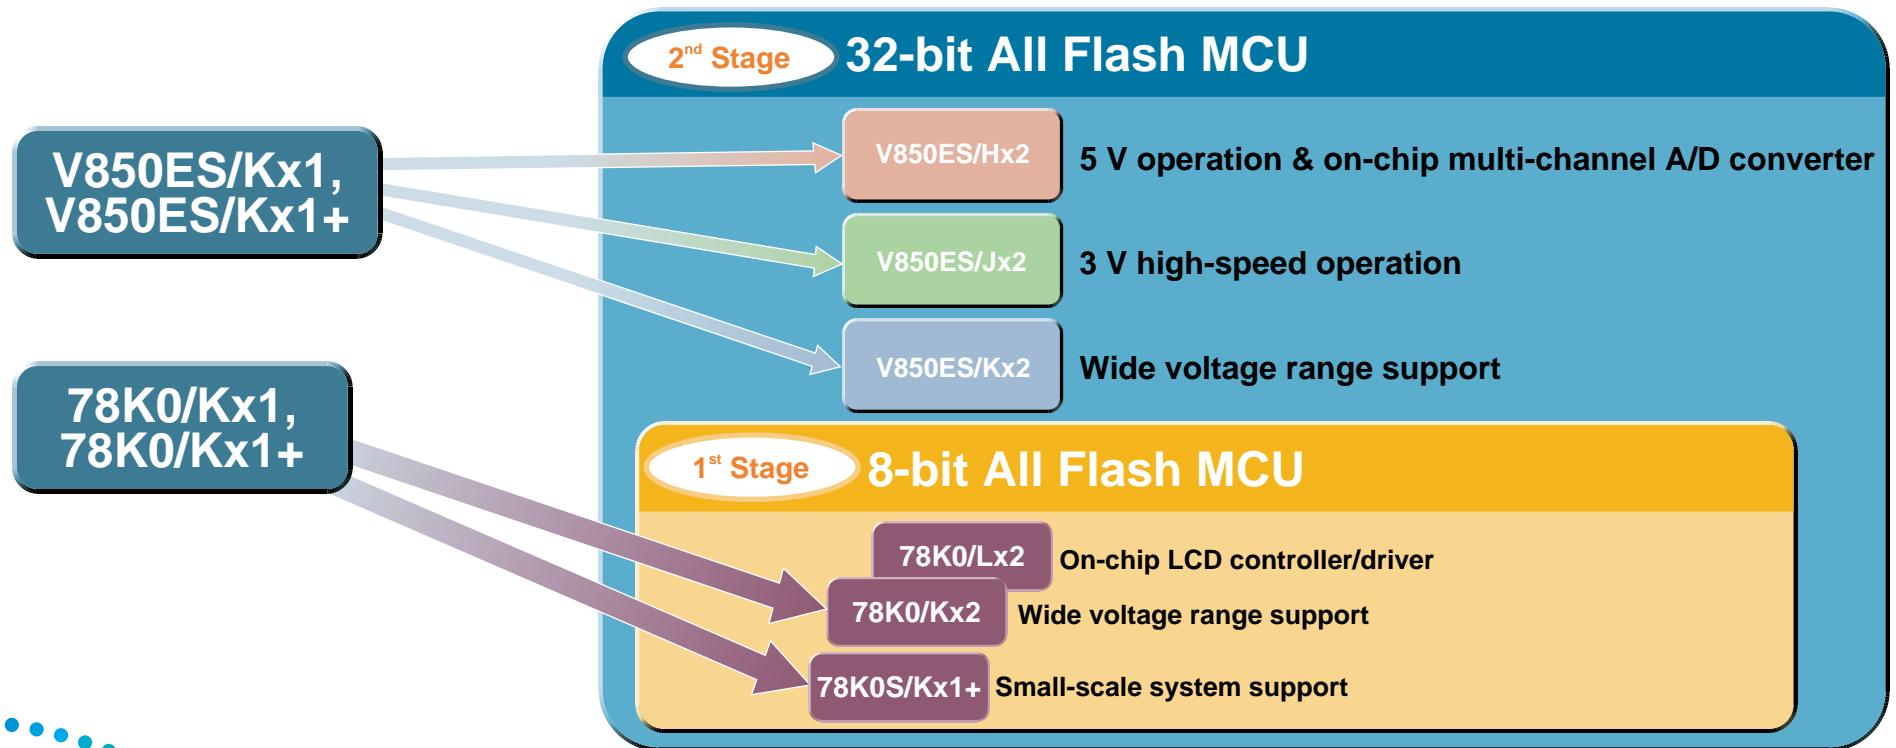 2nd Stage
32-bit All Flash MCU
V850ES/Kx1,
V850ES/Kx1+
V850ES/Hx2
5 V operation & on-chip multi-channel A/D converter
V850ES/Jx2
3 V high-speed operation
V850ES/Kx2
Wide voltage range support
78K0/Kx1,
78K0/Kx1+
1st Stage
8-bit All Flash MCU
78K0/Lx2
On-chip LCD controller/driver
78K0/Kx2
Wide voltage range support
78K0S/Kx1+
Small-scale system support